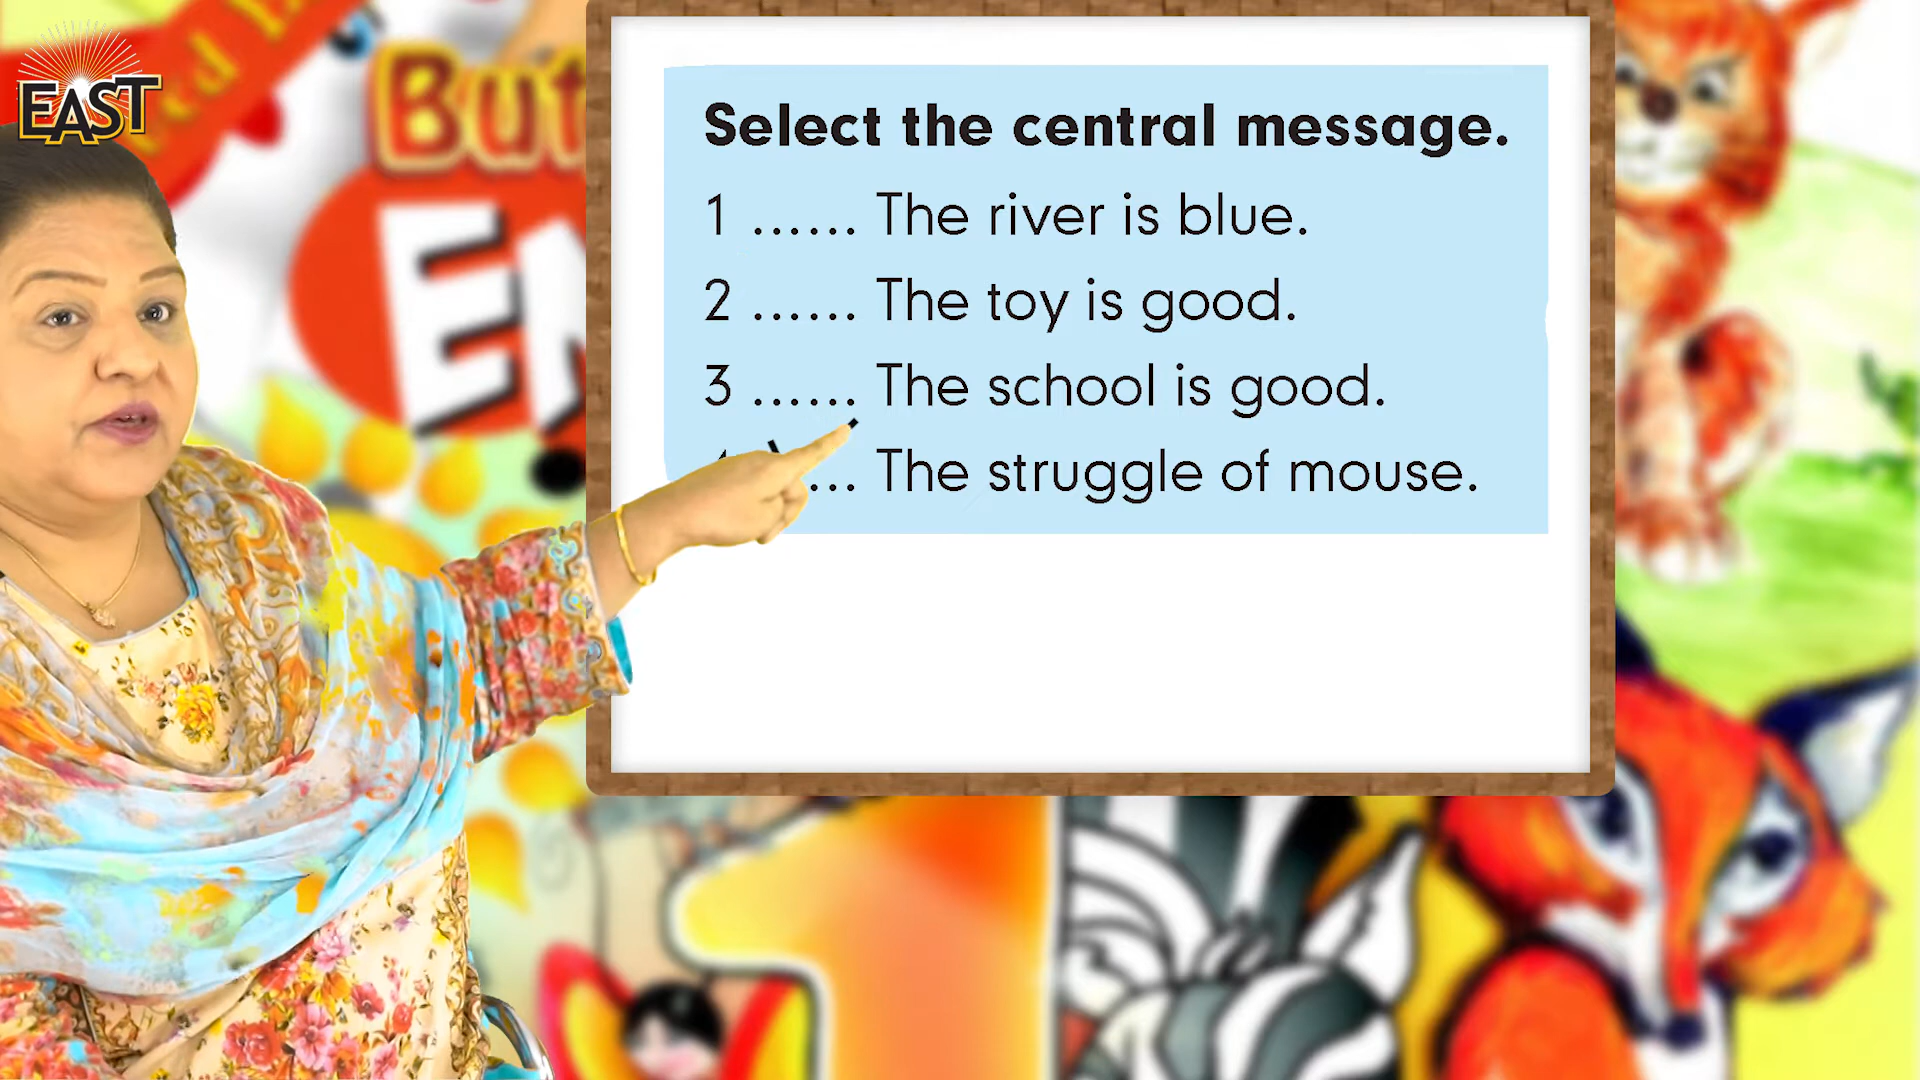 EAST
Select the central message.
1 ...... The river is blue.
2 ...... The toy is good.
3 ...... The school is good.
... The struggle of mouse.
1